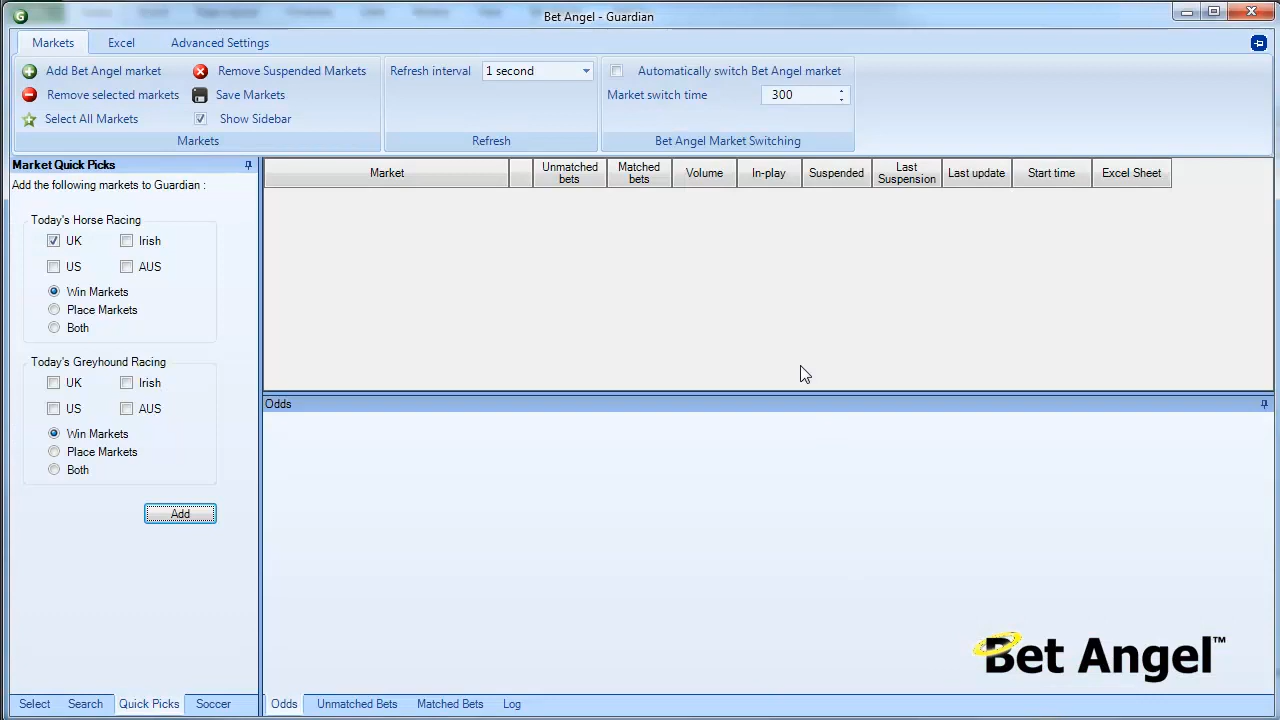 G
Bet Angel - Guardian
Markets Excel Advanced Settings
Add Bet Angel market Remove Suspended Markets Refresh interval 1 second Automatically switch Bet Angel market
Remove selected markets Save Markets Market switch time 300
Select All Markets Show Sidebar
Markets Refresh Bet Angel Market Switching
Market Quick Picks
Add the following markets to Guardian :
Today's Horse Racing
UK Irish
US AUS
Win Markets
Place Markets
Both
Today's Greyhound Racing
UK Irish
US AUS
Win Markets
Place Markets
Both
Add
Select Search Quick Picks Soccer
Market Unmatched bets Matched bets Volume In-play Suspended Last Suspension Last update Start time Excel Sheet
Odds
Bet Angel™
Odds Unmatched Bets Matched Bets Log